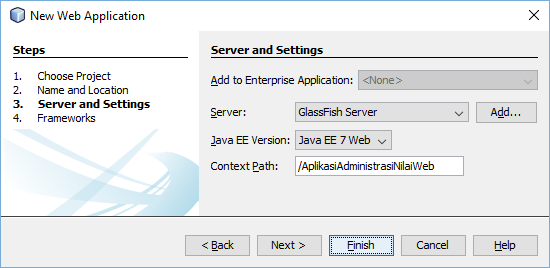 New Web Application
Steps
1. Choose Project
2. Name and Location
3. Server and Settings
4. Frameworks
Server and Settings
Add to Enterprise Application: <None>
Server: GlassFish Server Add...
Java EE Version: Java EE 7 Web
Context Path: /AplikasiAdministrasiNilaiWeb
< Back Next > Finish Cancel Help